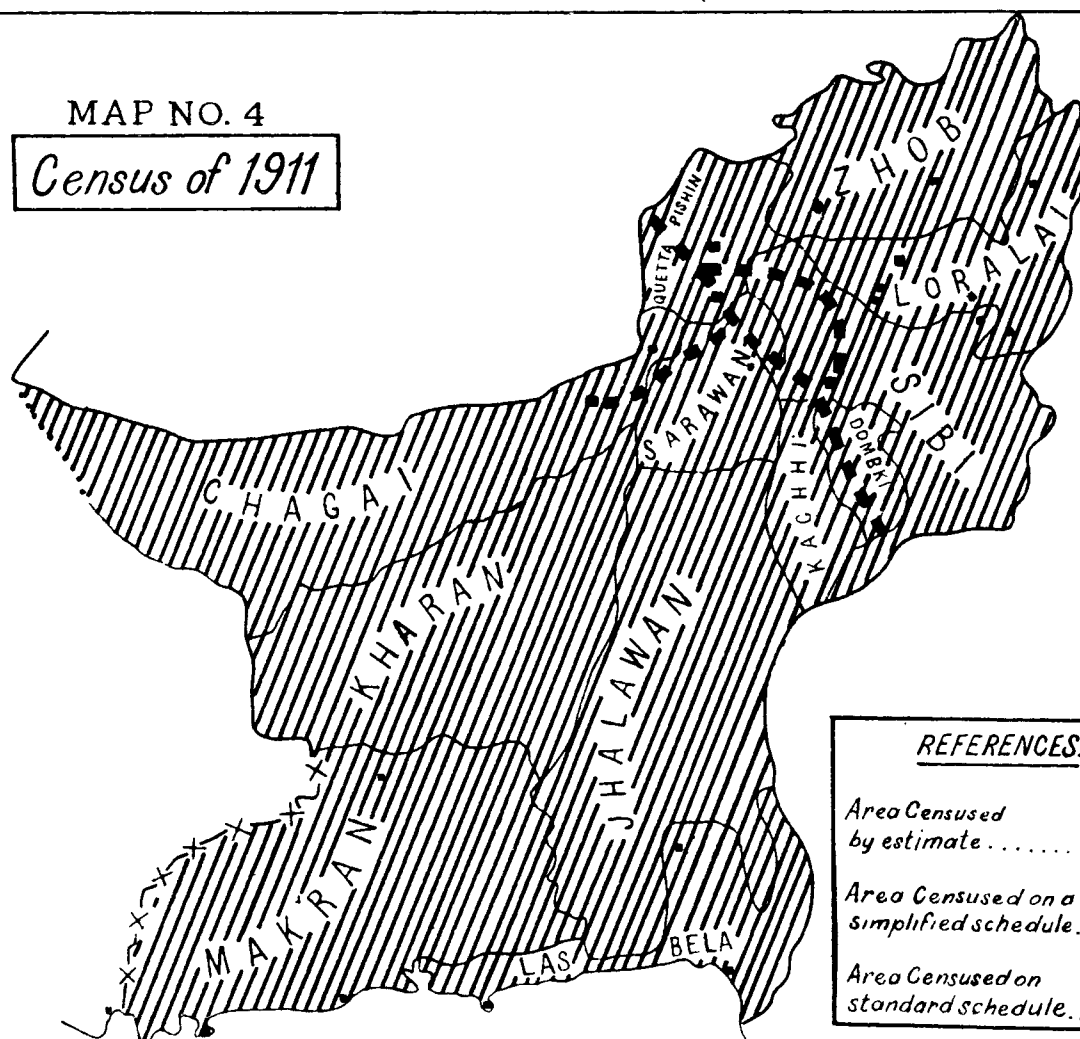 MAP NO. 4
Census of 1911
ZHOB
QUETTA PISHIN
LORALAI
SARAWAN
SIBI
DOMBKI
KACHHI
CHAGAI
KHARAN
JHALAWAN
MAKRAN
LAS BELA
REFERENCES.
Area Censused
by estimate.......
Area Censused on a
simplified schedule.
Area Censused on
standard schedule..